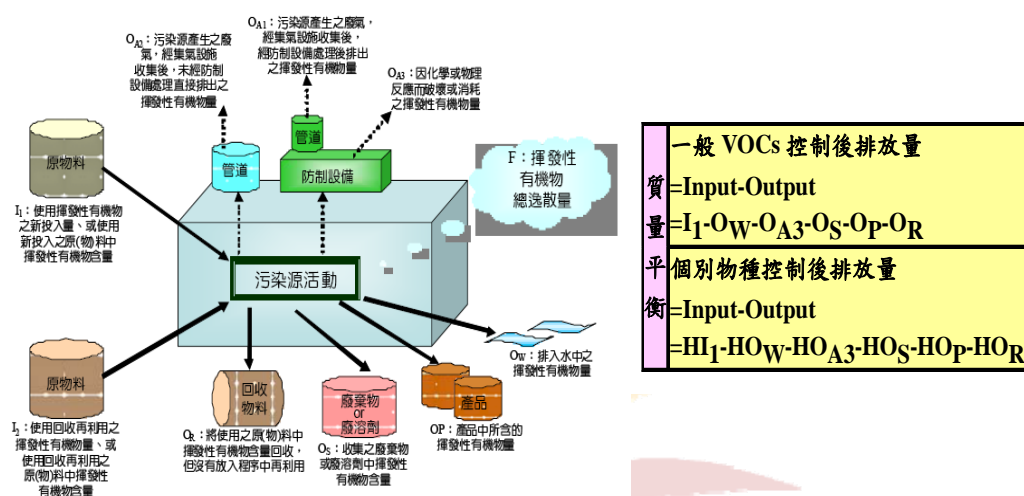 OA1：污染源產生之廢氣，
經集氣設施收集後，
經防制設備處理後排出
之揮發性有機物量
OA2：污染源產生之廢
氣，經集氣設施
收集後，未經防制
設備處理直接排出之
揮發性有機物量
OA3：因化學或物理
反應而破壞或消耗
之揮發性有機物量
原物料
管道
管道
防制設備
F：揮發性
有機物
總逸散量
I1：使用揮發性有機物
之新投入量、或使用
新投入之原(物)料中
揮發性有機物含量
污染源活動
原物料
I2：使用回收再利用之
揮發性有機物量、或
使用回收再利用之
原(物)料中揮發性
有機物含量
回收
物料
OR：將使用之原(物)料中
揮發性有機物含量回收，
但沒有放入程序中再利用
廢棄物
or
廢溶劑
OS：收集之廢棄物
或廢溶劑中揮發性
有機物含量
產品
OP：產品中所含的
揮發性有機物量
OW：排入水中之
揮發性有機物量
質
量
平
衡
一般 VOCs 控制後排放量
=Input-Output
=I1-OW-OA3-OS-OP-OR
個別物種控制後排放量
=Input-Output
=HI1-HOW-HOA3-HOS-HOP-HOR